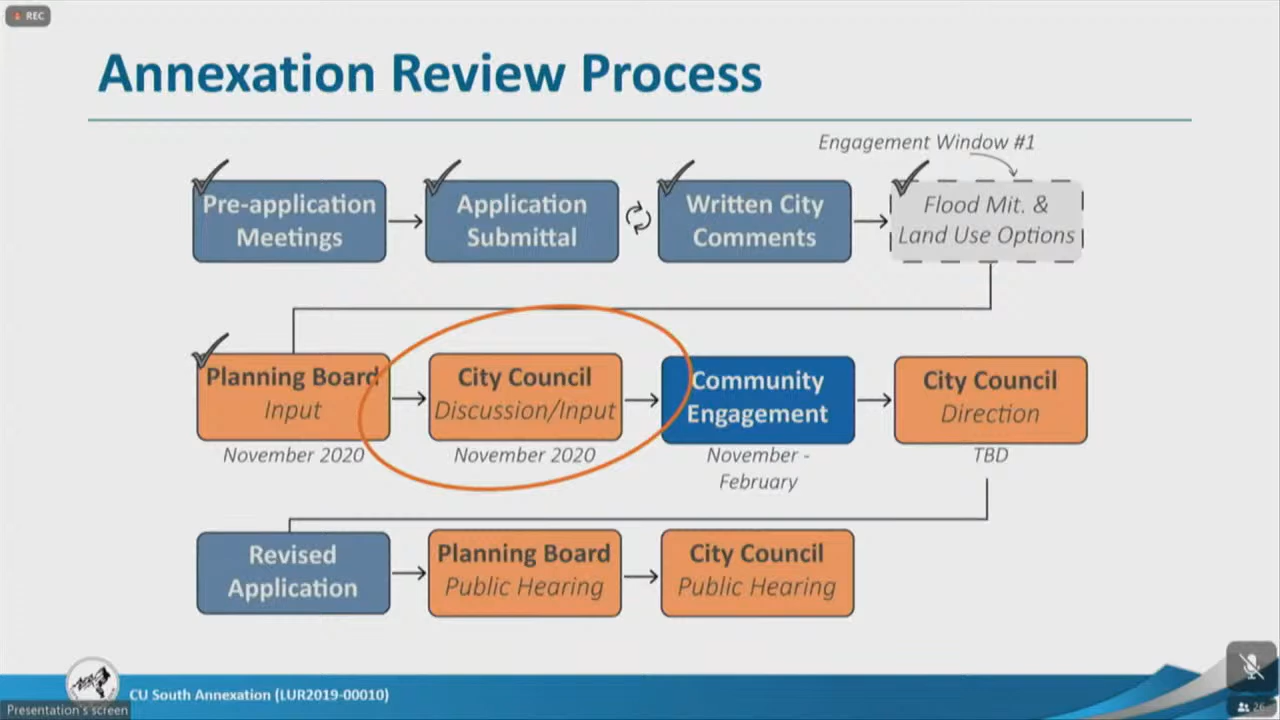 REC
Annexation Review Process
Engagement Window #1
Pre-application
Meetings
Application
Submittal
Written City
Comments
Flood Mit. &
Land Use Options
Planning Board
Input
November 2020
City Council
Discussion/Input
November 2020
Community
Engagement
November -
February
City Council
Direction
TBD
Revised
Application
Planning Board
Public Hearing
City Council
Public Hearing
CU South Annexation (LUR2019-00010)
Presentation's screen
26